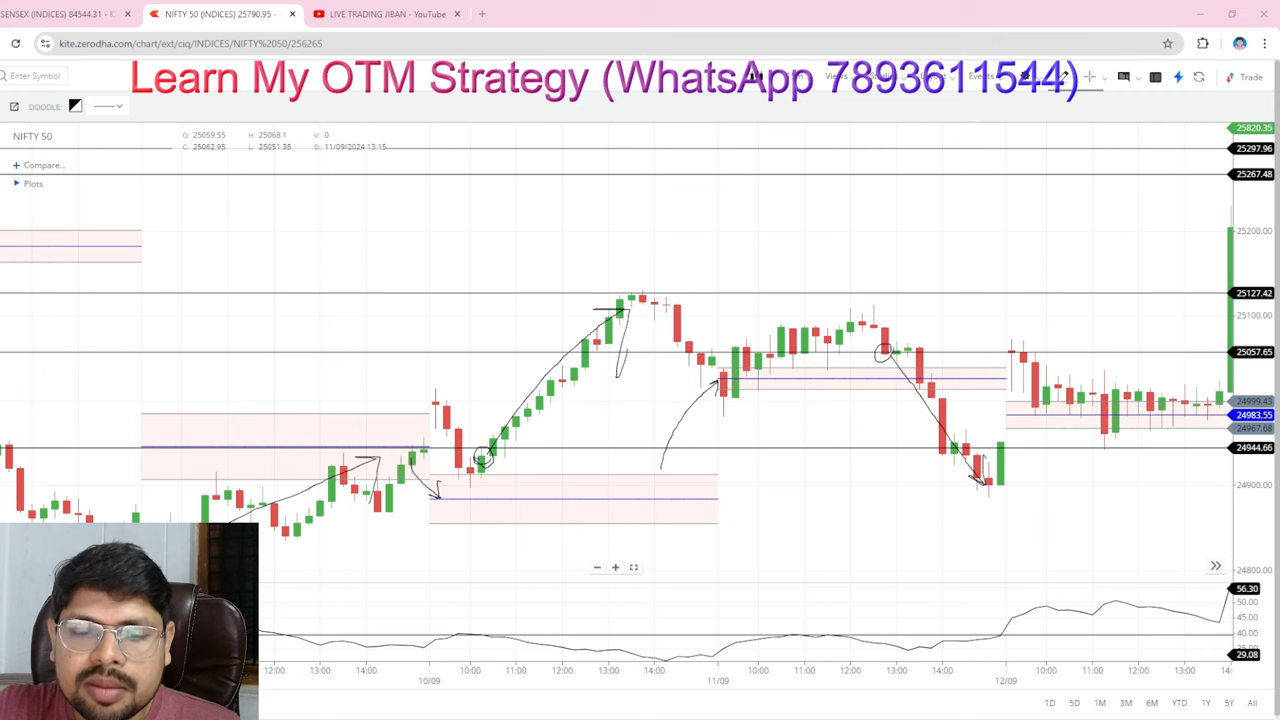 SENSEX (INDICES) 84544.31 -
NIFTY 50 (INDICES) 25790.95 -
LIVE TRADING JIBAN - YouTube
kite.zerodha.com/chart/ext/ciq/INDICES/NIFTY%2050/256265
Enter Symbol
Learn My OTM Strategy (WhatsApp 7893611544)
Views
Events
Trade
DOODLE:
NIFTY 50
O: 25059.55 H: 25068.1 V: 0
C: 25062.95 L: 25051.35 D: 11/09/2024 13:15
+ Compare...
Plots
25820.35
25297.96
25267.48
25200.00
25127.42
25100.00
25057.65
24999.43
24983.55
24967.68
24944.66
24900.00
24800.00
56.30
50.00
45.00
40.00
29.08
12:00 13:00 14:00 10/09 10:00 11:00 12:00 13:00 14:00 11/09 10:00 11:00 12:00 13:00 14:00 12/09 10:00 11:00 12:00 13:00 14:
1D 5D 1M 3M 6M YTD 1Y 5Y All